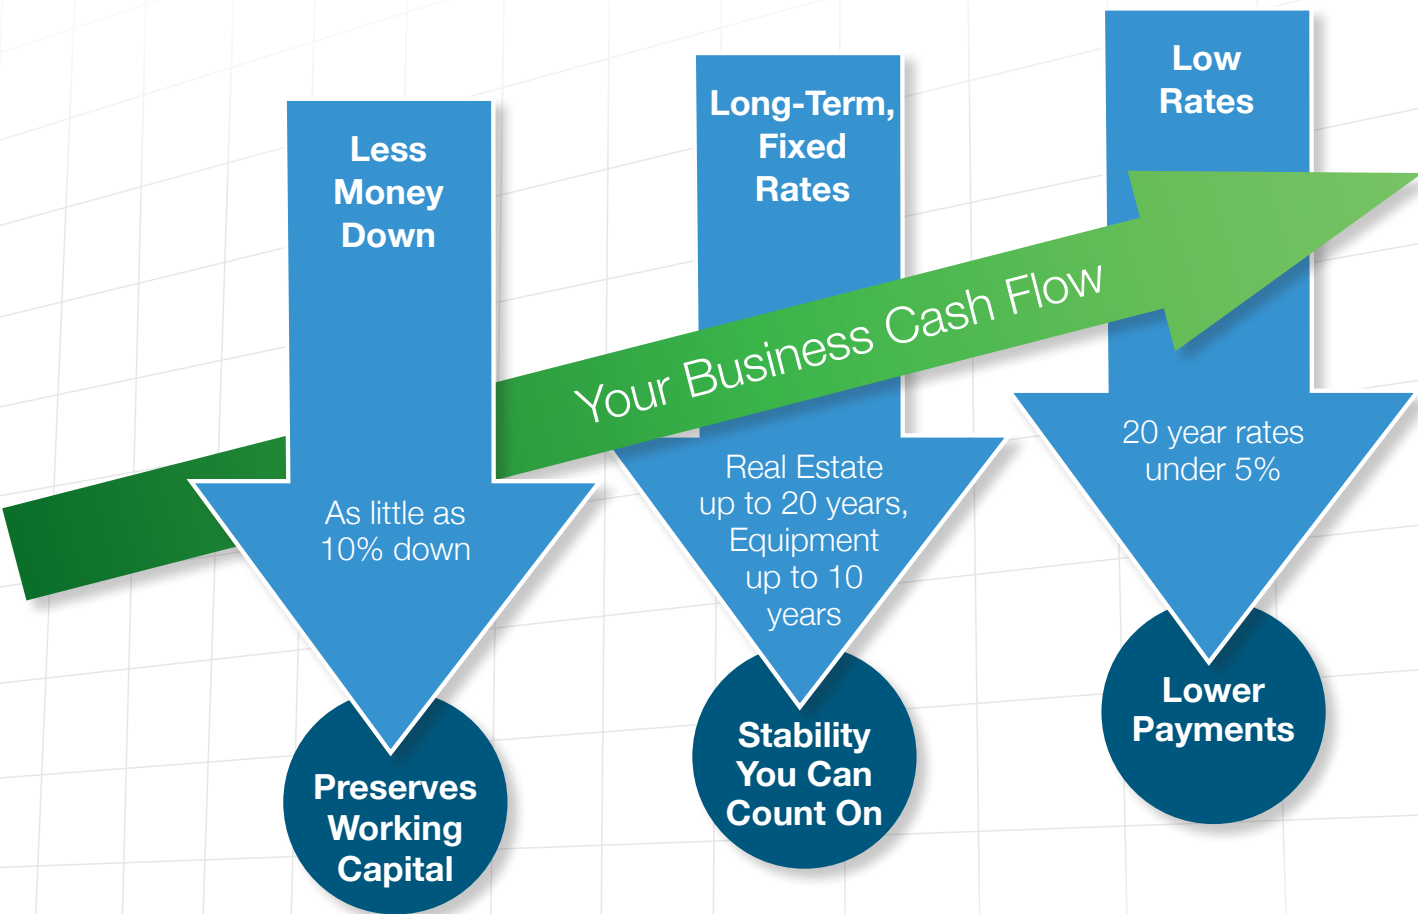 Less
Money
Down
As little as
10% down
Preserves
Working
Capital
Long-Term,
Fixed
Rates
Real Estate
up to 20 years,
Equipment
up to 10
years
Stability
You Can
Count On
Low
Rates
20 year rates
under 5%
Lower
Payments
Your Business Cash Flow